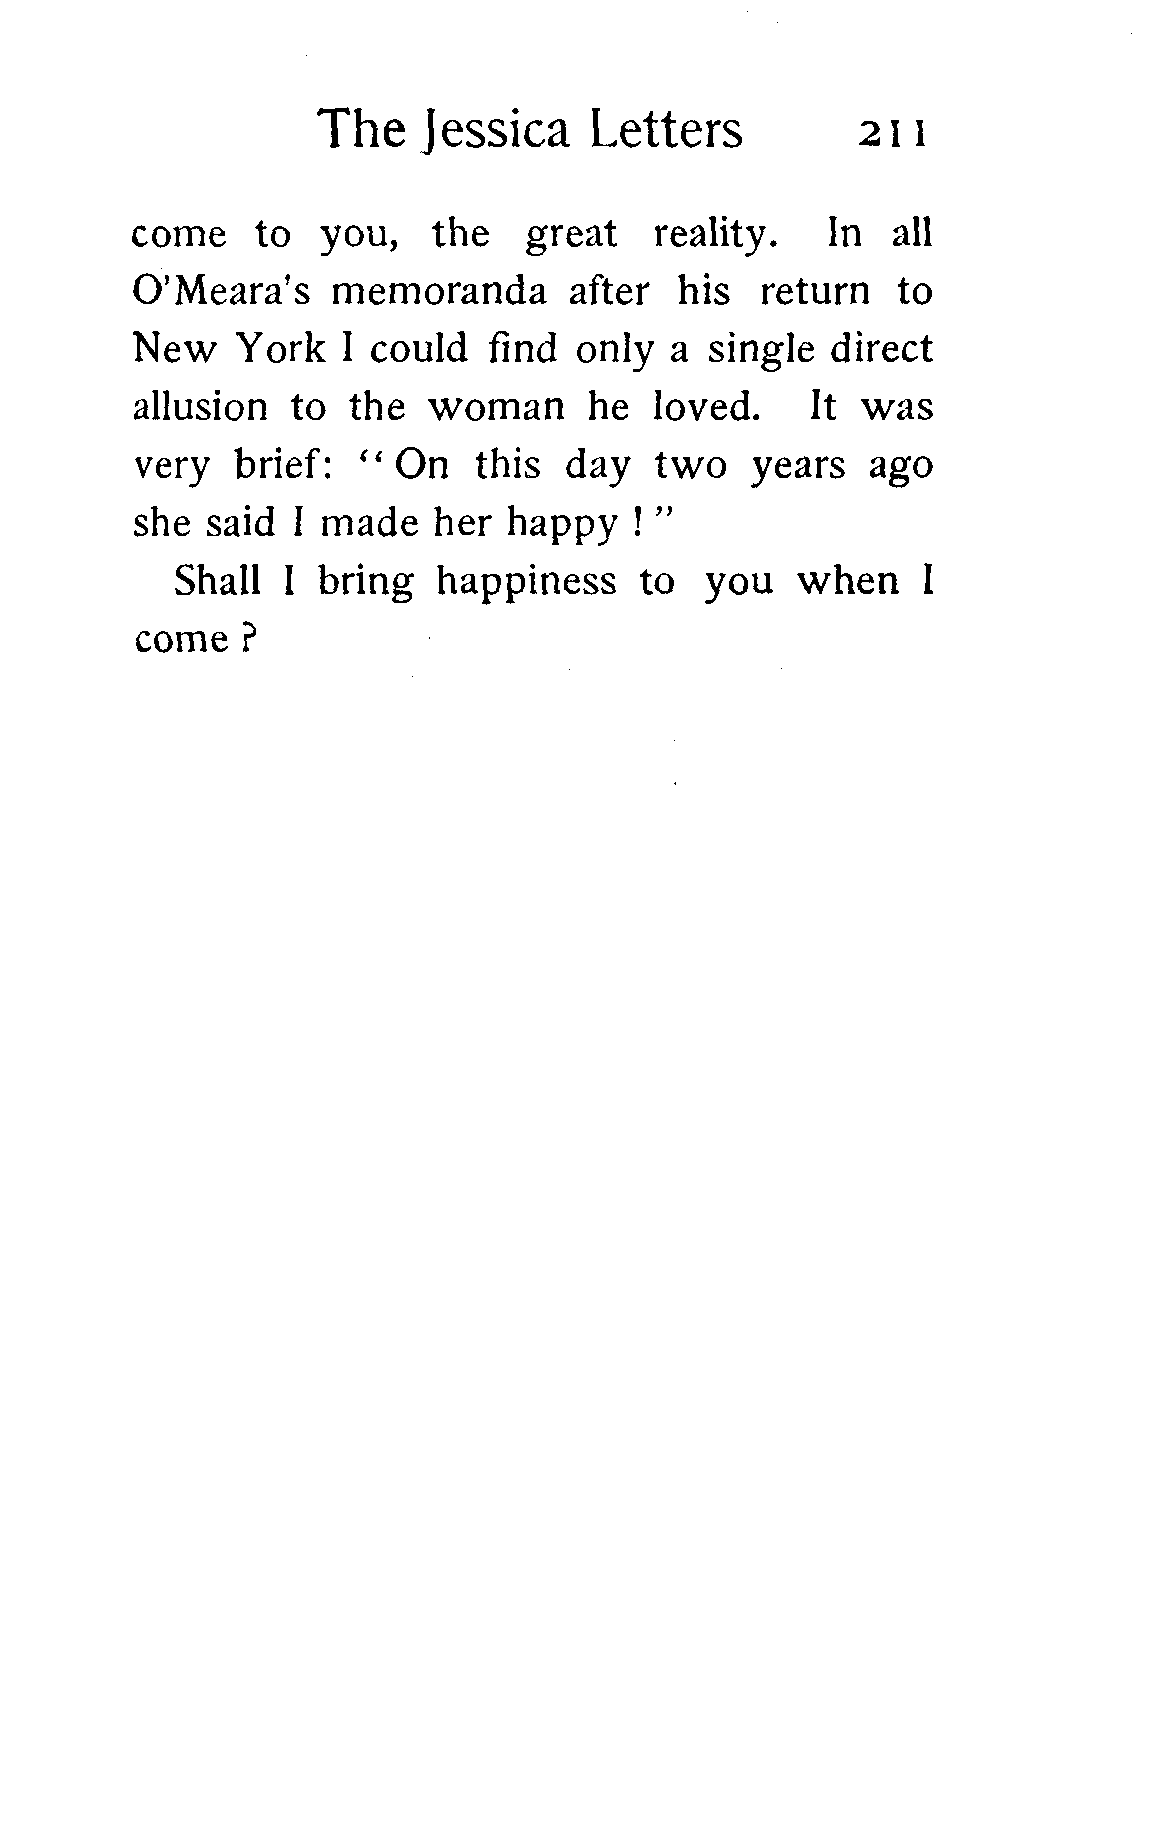 The Jessica Letters 211
come to you, the great reality. In all
O'Meara's memoranda after his return to
New York I could find only a single direct
allusion to the woman he loved. It was
very brief: “ On this day two years ago
she said I made her happy ! ”
Shall I bring happiness to you when I
come ?